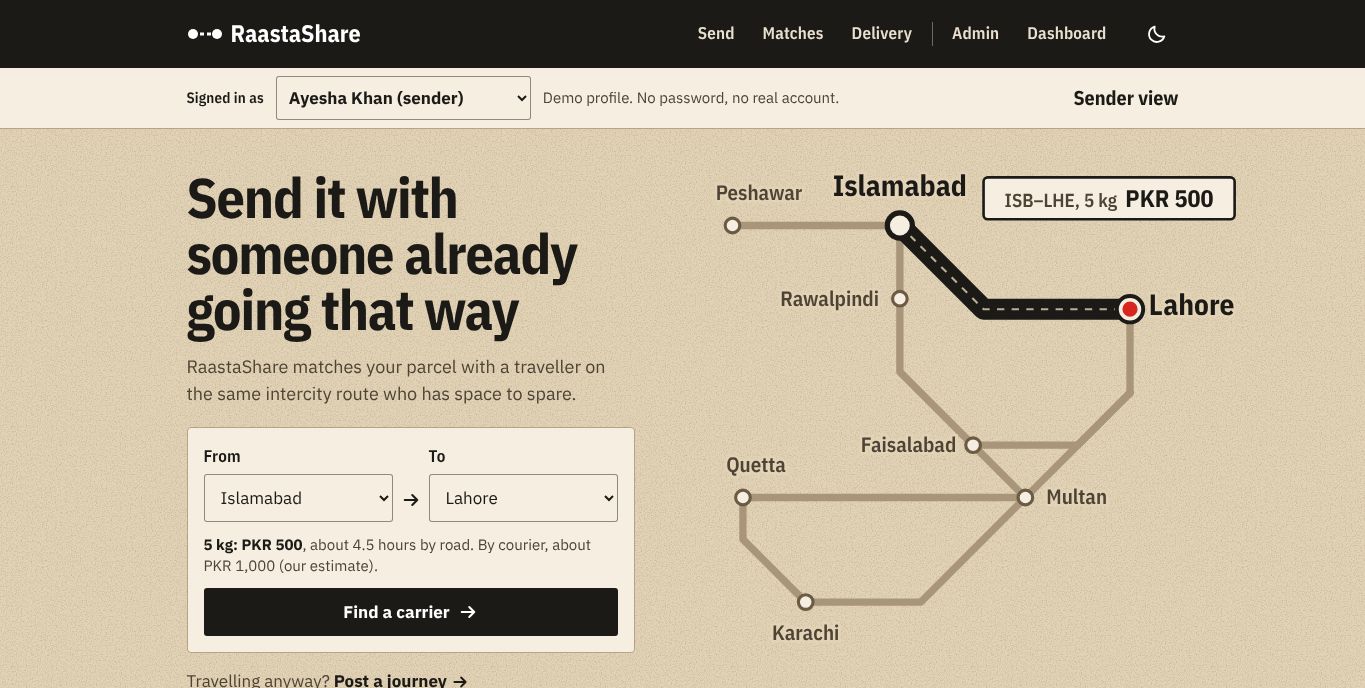 RaastaShare
Send Matches Delivery Admin Dashboard
Signed in as Ayesha Khan (sender) Demo profile. No password, no real account. Sender view
Send it with
someone already
going that way
RaastaShare matches your parcel with a traveller on
the same intercity route who has space to spare.
From To
Islamabad → Lahore
5 kg: PKR 500, about 4.5 hours by road. By courier, about
PKR 1,000 (our estimate).
Find a carrier →
Travelling anyway? Post a journey →
Peshawar Islamabad ISB–LHE, 5 kg PKR 500
Rawalpindi Lahore
Faisalabad
Quetta
Multan
Karachi